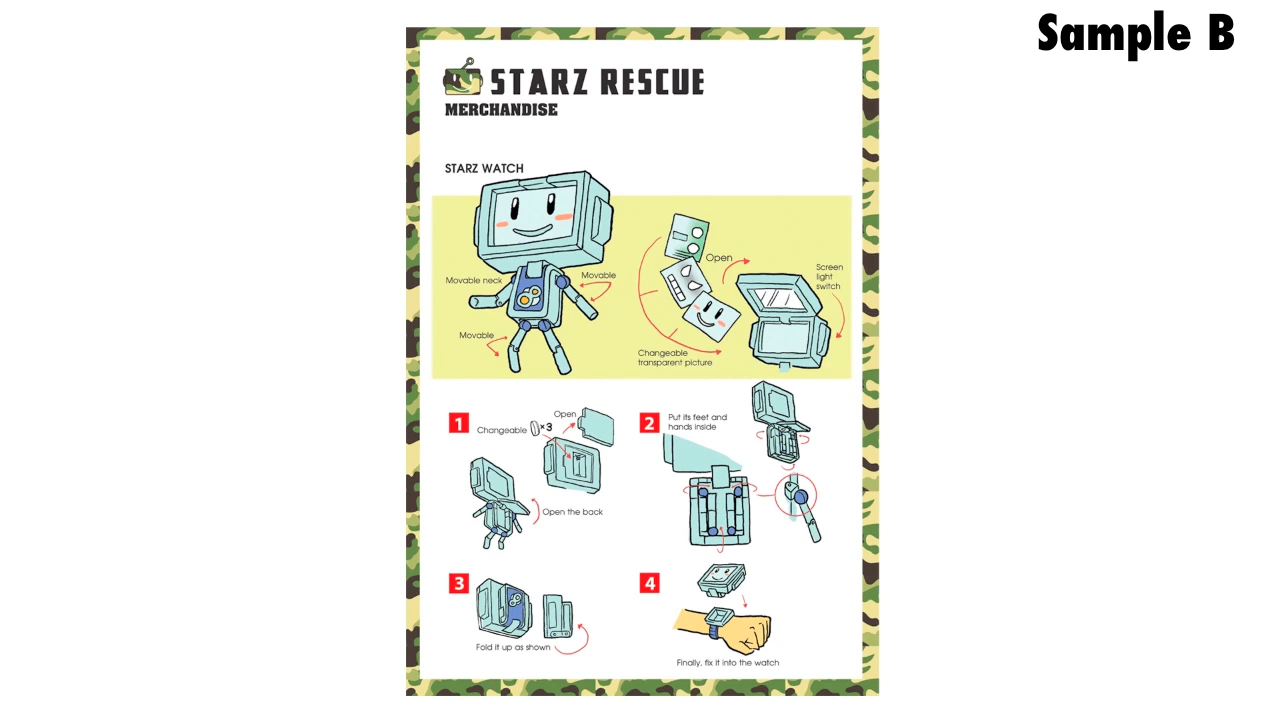 Sample B
STARZ RESCUE
MERCHANDISE
STARZ WATCH
Movable neck
Movable
Movable
Open
Screen
light
switch
Changeable
transparent picture
1
Open
Changeable ×3
Open the back
2
Put its feet and
hands inside
3
Fold it up as shown
4
Finally, fix it into the watch